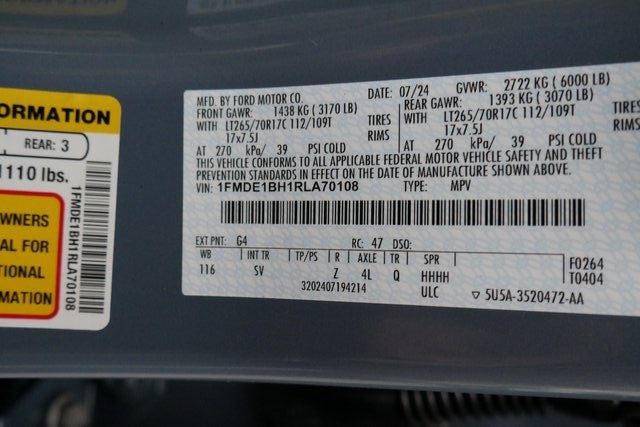 ORMATION
REAR: 3
1110 lbs.
WNERS
AL FOR
TIONAL
MATION
1FMDE1BH1RLA70108
MFD. BY FORD MOTOR CO.
DATE: 07/24 GVWR: 2722 KG ( 6000 LB)
FRONT GAWR: 1438 KG ( 3170 LB) REAR GAWR: 1393 KG ( 3070 LB)
WITH LT265/70R17C 112/109T TIRES WITH LT265/70R17C 112/109T TIRES
17x7.5J RIMS 17x7.5J RIMS
AT 270 kPa/ 39 PSI COLD AT 270 kPa/ 39 PSI COLD
THIS VEHICLE CONFORMS TO ALL APPLICABLE FEDERAL MOTOR VEHICLE SAFETY AND THEFT
PREVENTION STANDARDS IN EFFECT ON THE DATE OF MANUFACTURE SHOWN ABOVE.
VIN: 1FMDE1BH1RLA70108 TYPE: MPV
EXT PNT: G4 RC: 47 DSO:
WB INT TR TP/PS R AXLE TR SPR F0264
116 SV Z 4L Q HHHH T0404
3202407194214 ULC 5U5A-3520472-AA